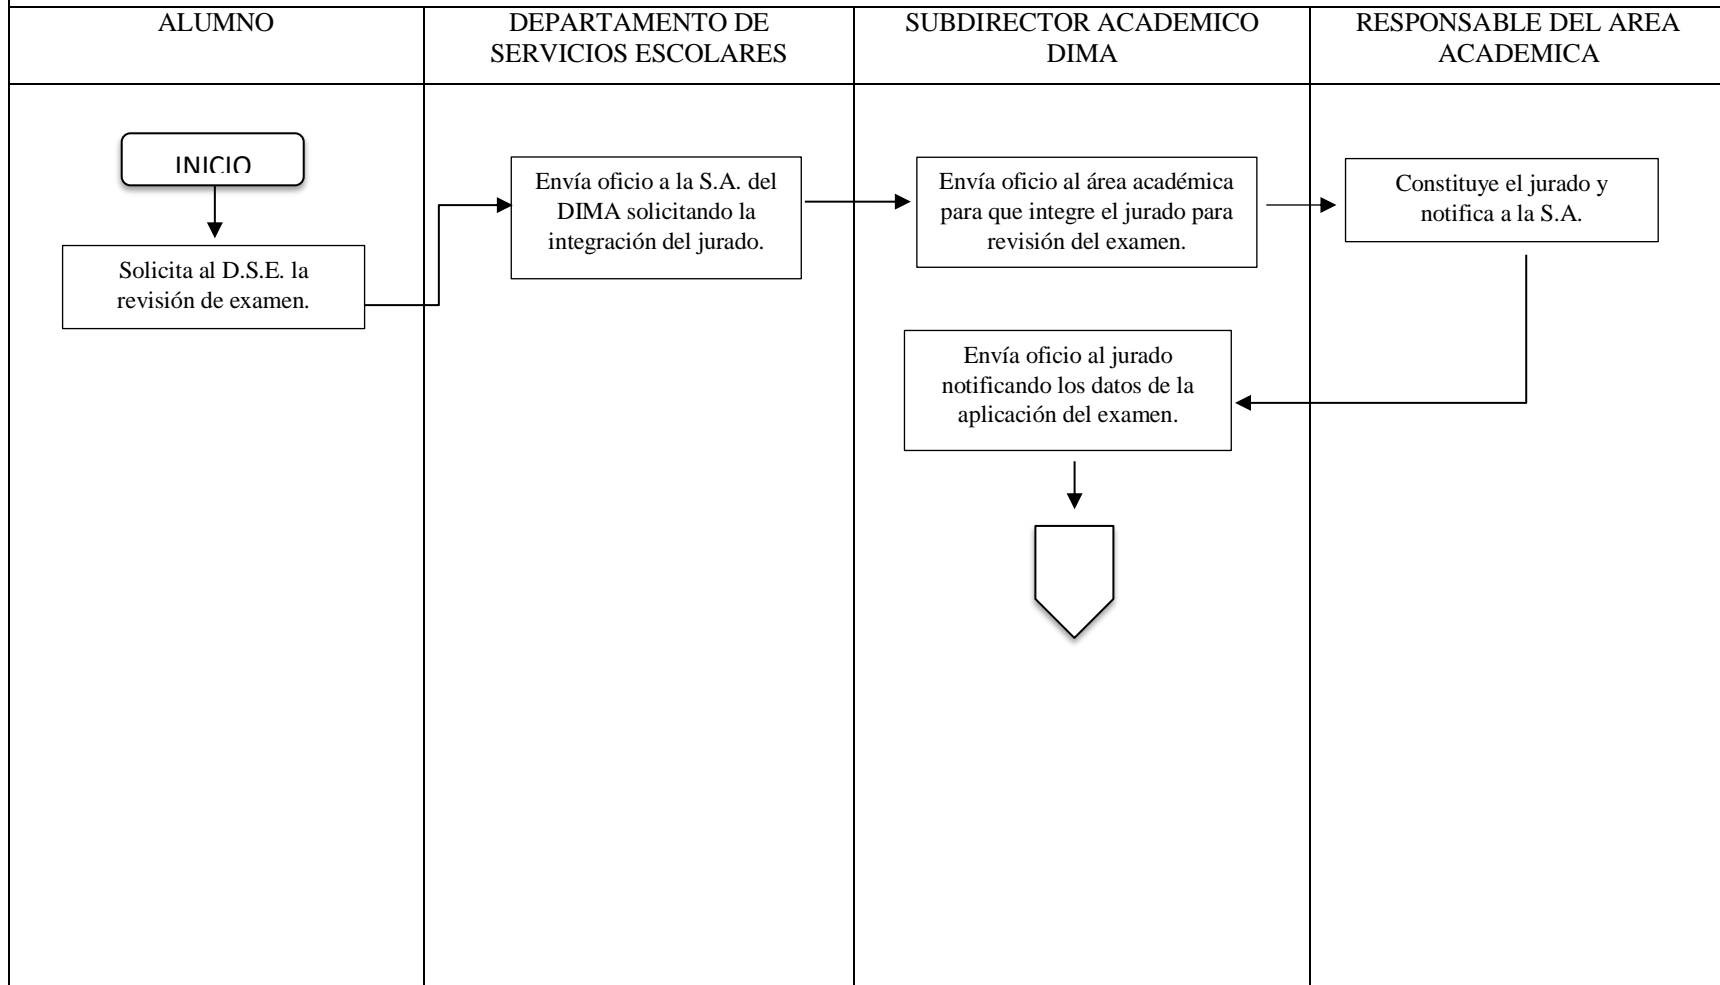 ALUMNO
DEPARTAMENTO DE
SERVICIOS ESCOLARES
SUBDIRECTOR ACADEMICO
DIMA
RESPONSABLE DEL AREA
ACADEMICA
INICIO
Solicita al D.S.E. la
revisión de examen.
Envía oficio a la S.A. del
DIMA solicitando la
integración del jurado.
Envía oficio al área académica
para que integre el jurado para
revisión del examen.
Constituye el jurado y
notifica a la S.A.
Envía oficio al jurado
notificando los datos de la
aplicación del examen.